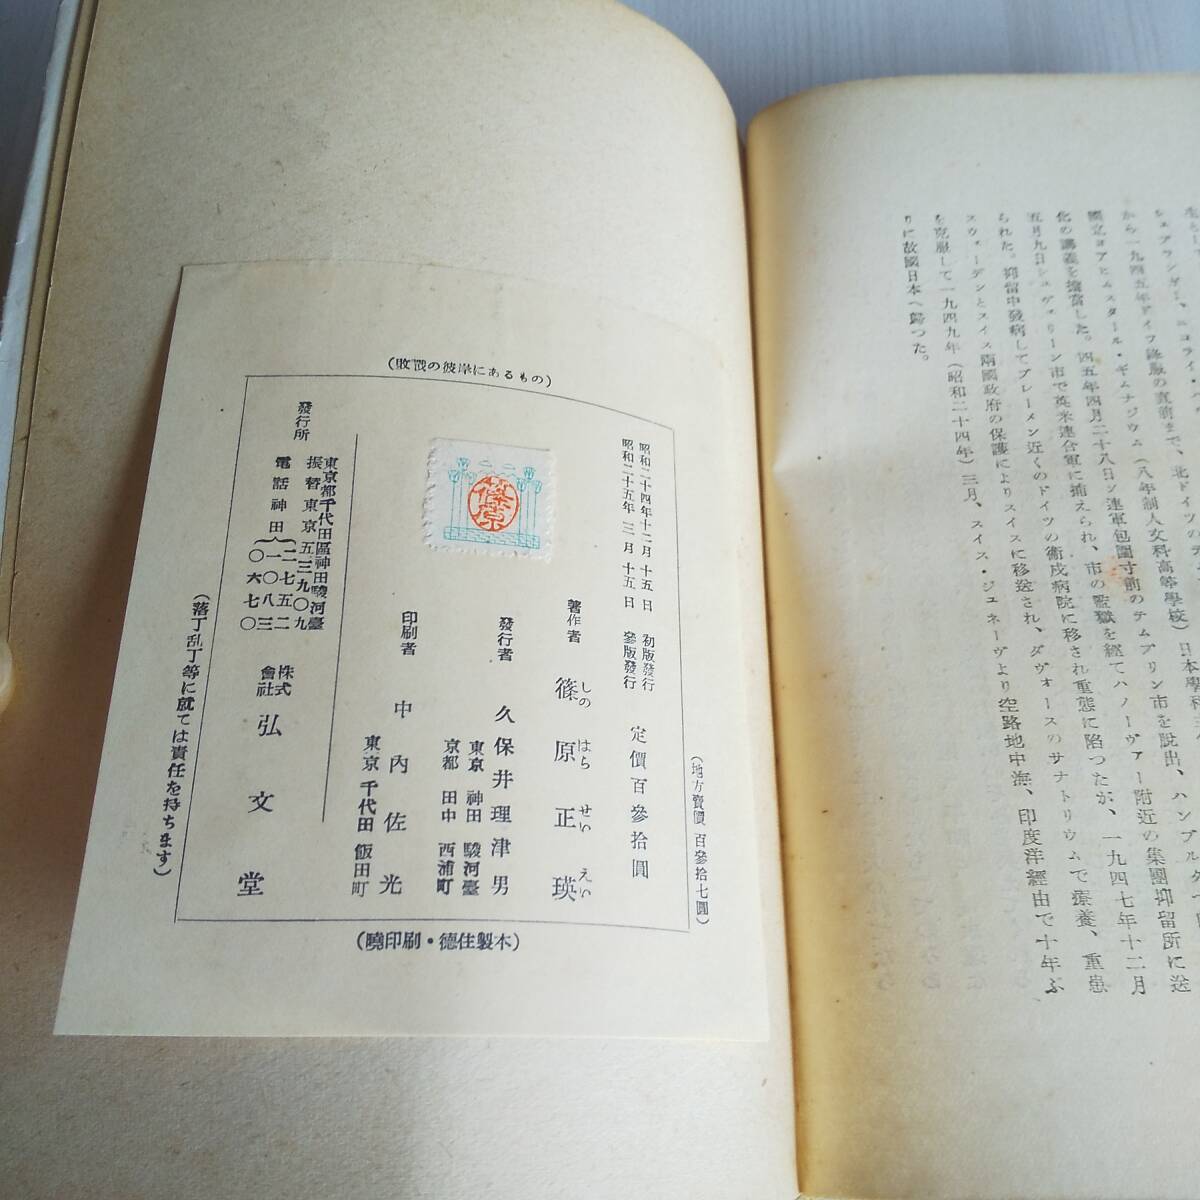 シェアランゲー、ニコライ・
から一九四五年ドイツ降服の直前まで、北ドイツの
國立ヨアヒムスタール・ギムナジウム（八年制人文科高等學校）日本學科
化の講義を擔當した。四五年四月二十八日ソ連軍包圍寸前のテムプリン市を脱出、ハンブルク
五月九日シュヴェリーン市で英米連合軍に捕えられ、市の監獄を經てハノーヴァー附近の集團抑留所に送
られた。抑留中發病してブレーメン近くのドイツの衞戍病院に移され重態に陷つたが、一九四七年十二月
スウェーデンとスイス兩國政府の保護によりスイスに移送され、ダヴォースのサナトリウムで療養、重患
を克服して一九四九年（昭和二十四年）三月、スイス・ジュネーヴより空路地中海、印度洋經由で十年ぶ
りに故國日本へ歸つた。
（敗戰の彼岸にあるもの）
（地方賣價 百參拾七圓）
昭和二十四年十二月十五日 初版發行
昭和二十五年三月十五日 參版發行
定價百參拾圓
著作者 篠原正瑛
しの はら せい えい
發行者 久保井理津男
東京 神田 駿河臺
京都 田中 西浦町
印刷者 中內佐光
東京 千代田 飯田町
篠原
發行所
東京都千代田區神田駿河臺
振替東京五三九〇九
電話神田
二七五二
一〇八三
〇六七〇
株式會社 弘文堂
（曉印刷・德住製本）
（落丁乱丁等に就ては責任を持ちます）